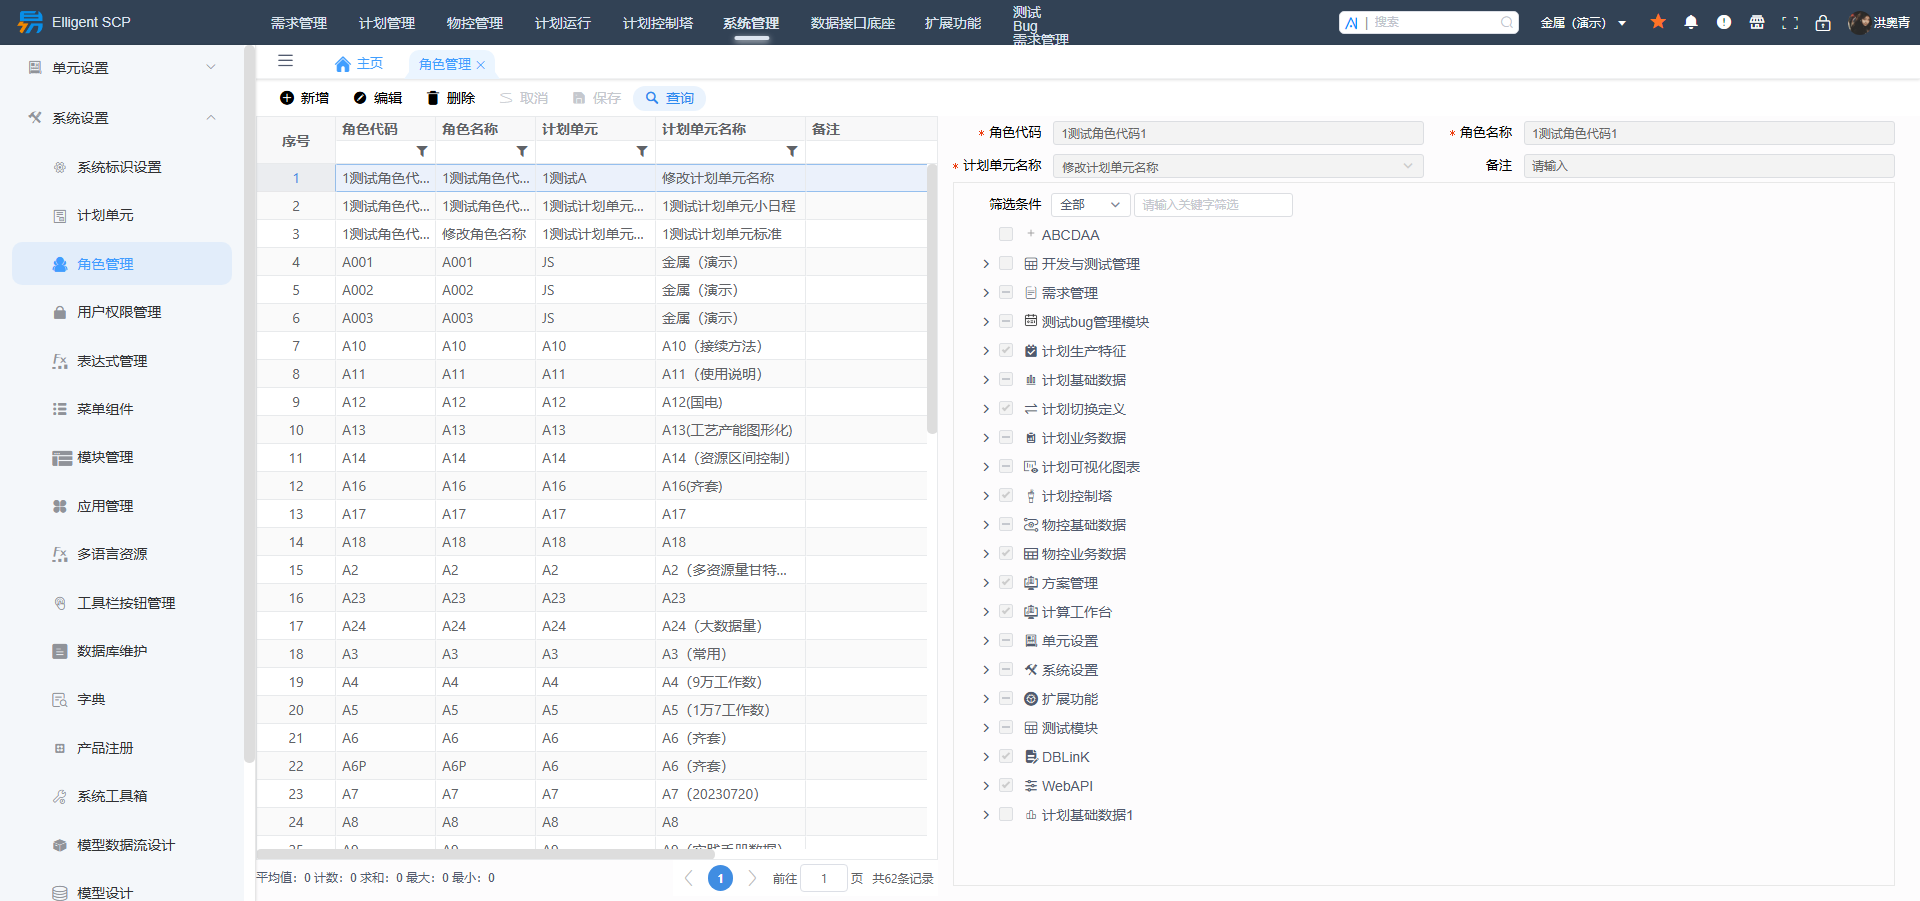 Elligent SCP
需求管理 计划管理 物控管理 计划运行 计划控制塔 系统管理 数据接口底座 扩展功能
测试
Bug
需求管理
AI | 搜索
金属（演示）
洪奥青
单元设置
系统设置
系统标识设置
计划单元
角色管理
用户权限管理
表达式管理
菜单组件
模块管理
应用管理
多语言资源
工具栏按钮管理
数据库维护
字典
产品注册
系统工具箱
模型数据流设计
模型设计
主页 角色管理
新增 编辑 删除 取消 保存 查询
序号 角色代码 角色名称 计划单元 计划单元名称 备注
1 1测试角色代... 1测试角色代... 1测试A 修改计划单元名称
2 1测试角色代... 1测试角色代... 1测试计划单元... 1测试计划单元小日程
3 1测试角色代... 修改角色名称 1测试计划单元... 1测试计划单元标准
4 A001 A001 JS 金属（演示）
5 A002 A002 JS 金属（演示）
6 A003 A003 JS 金属（演示）
7 A10 A10 A10 A10（接续方法）
8 A11 A11 A11 A11（使用说明）
9 A12 A12 A12 A12(国电)
10 A13 A13 A13 A13(工艺产能图形化)
11 A14 A14 A14 A14（资源区间控制）
12 A16 A16 A16 A16(齐套)
13 A17 A17 A17 A17
14 A18 A18 A18 A18
15 A2 A2 A2 A2（多资源量甘特...
16 A23 A23 A23 A23
17 A24 A24 A24 A24（大数据量）
18 A3 A3 A3 A3（常用）
19 A4 A4 A4 A4（9万工作数）
20 A5 A5 A5 A5（1万7工作数）
21 A6 A6 A6 A6（齐套）
22 A6P A6P A6 A6（齐套）
23 A7 A7 A7 A7（20230720）
24 A8 A8 A8 A8
25 A9 A9 A9 A9（实践手册数据）
平均值：0 计数：0 求和：0 最大：0 最小：0
1 前往 1 页 共62条记录
* 角色代码 1测试角色代码1 * 角色名称 1测试角色代码1
* 计划单元名称 修改计划单元名称 备注 请输入
筛选条件 全部 请输入关键字筛选
ABCDAA
开发与测试管理
需求管理
测试bug管理模块
计划生产特征
计划基础数据
计划切换定义
计划业务数据
计划可视化图表
计划控制塔
物控基础数据
物控业务数据
方案管理
计算工作台
单元设置
系统设置
扩展功能
测试模块
DBLinK
WebAPI
计划基础数据1